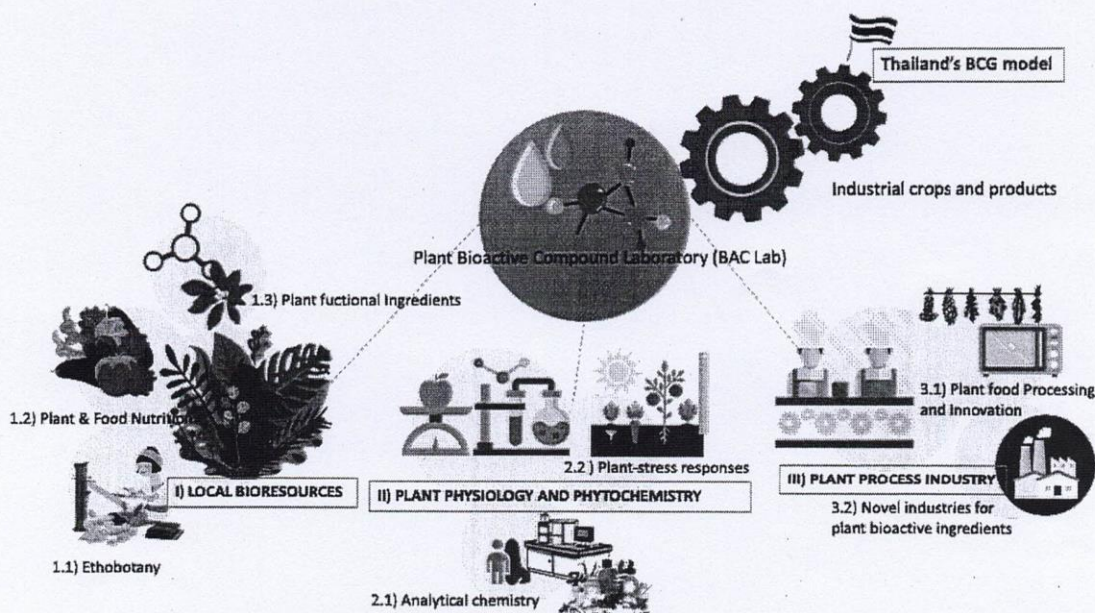 Thailand's BCG model
Industrial crops and products
Plant Bioactive Compound Laboratory (BAC Lab)
1.3) Plant fuctional Ingredients
1.2) Plant & Food Nutrition
I) LOCAL BIORESOURCES
1.1) Ethobotany
2.2) Plant-stress responses
II) PLANT PHYSIOLOGY AND PHYTOCHEMISTRY
2.1) Analytical chemistry
3.1) Plant food Processing
and Innovation
III) PLANT PROCESS INDUSTRY
3.2) Novel industries for
plant bioactive ingredients